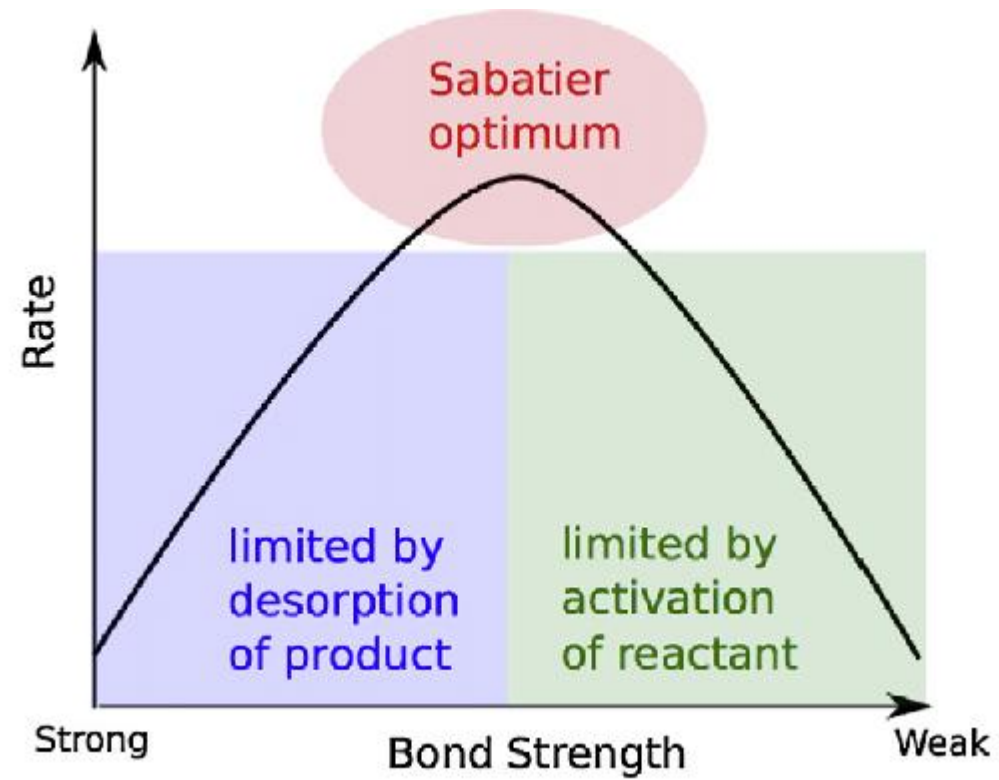 Sabatier
optimum
Rate
limited by
desorption
of product
limited by
activation
of reactant
Strong
Bond Strength
Weak